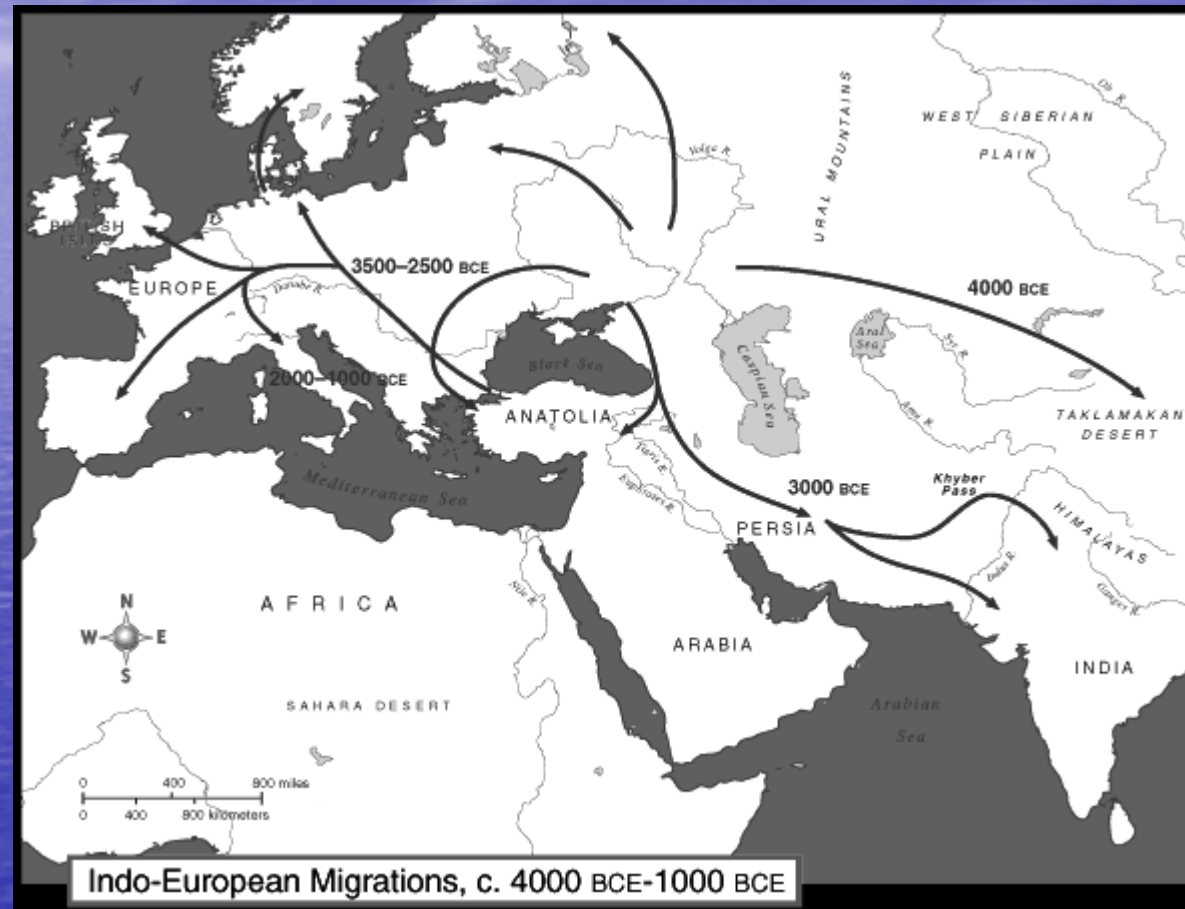 Ob R.
WEST SIBERIAN
PLAIN
URAL MOUNTAINS
Volga R.
BRITISH
ISLES
EUROPE
Danube R.
3500–2500 BCE
4000 BCE
Aral
Sea
Syr R.
Caspian Sea
Black Sea
2000–1000 BCE
ANATOLIA
Amu R.
TAKLAMAKAN
DESERT
Tigris R.
Euphrates R.
Mediterranean Sea
3000 BCE
Khyber
Pass
PERSIA
HIMALAYAS
Indus R.
Ganges R.
Nile R.
AFRICA
N
W E
S
ARABIA
INDIA
SAHARA DESERT
Arabian
Sea
0 400 800 miles
0 400 800 kilometers
Indo-European Migrations, c. 4000 BCE-1000 BCE